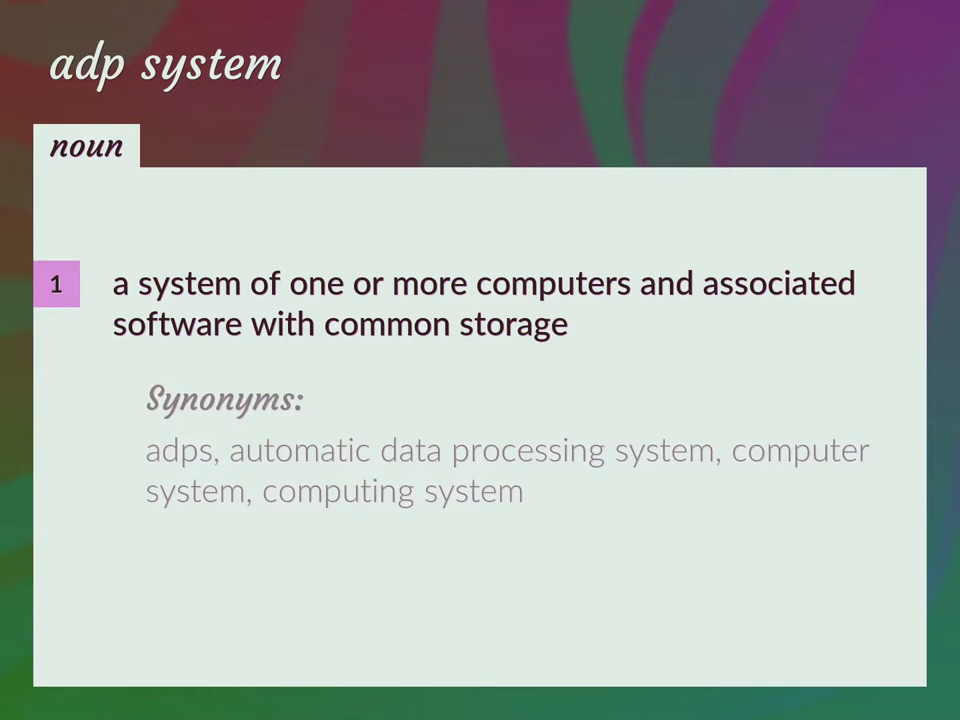 adp system
noun
1
a system of one or more computers and associated
software with common storage
Synonyms:
adps, automatic data processing system, computer
system, computing system